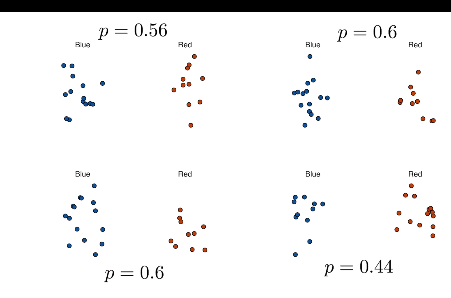 p = 0.56
p = 0.6
Blue Red
Blue Red
Blue Red
Blue Red
p = 0.6
p = 0.44